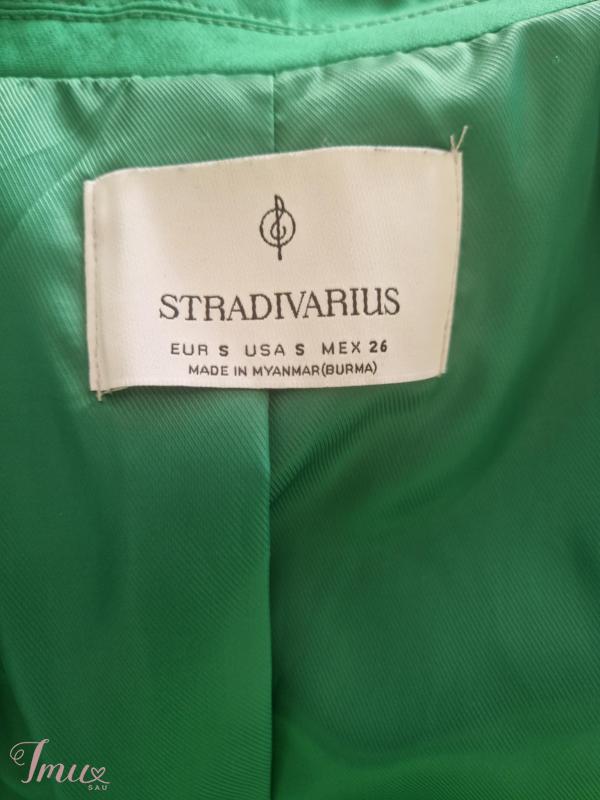 STRADIVARIUS
EUR S USA S MEX 26
MADE IN MYANMAR(BURMA)
Imu
SAU